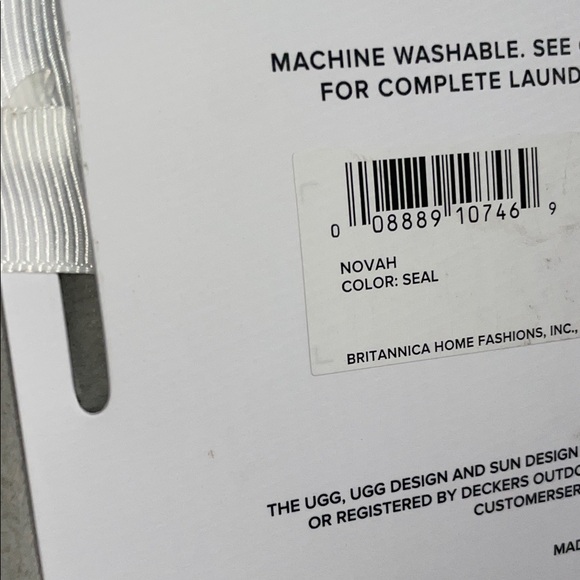 MACHINE WASHABLE. SEE
FOR COMPLETE LAUND
0 08889 10746 9
NOVAH
COLOR: SEAL
BRITANNICA HOME FASHIONS, INC.,
THE UGG, UGG DESIGN AND SUN DESIGN
OR REGISTERED BY DECKERS OUTDO
CUSTOMERSER
MAD